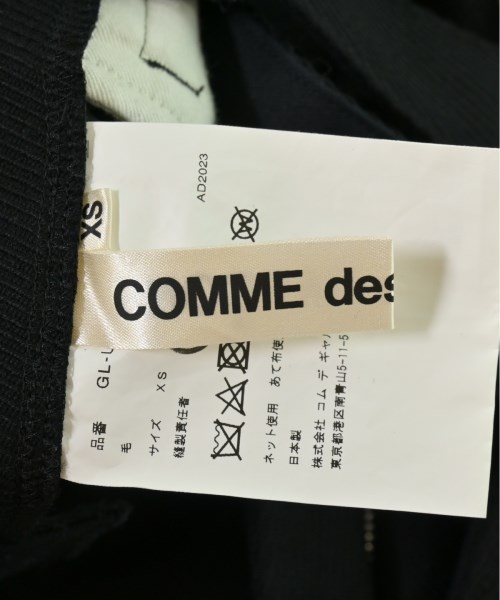 XS
COMME des
AD2023
品番 GL-
毛
サイズ XS
縫製責任者
ネット使用 あて布使
日本製
株式会社 コム デ ギャ
東京都港区南青山5-11-5